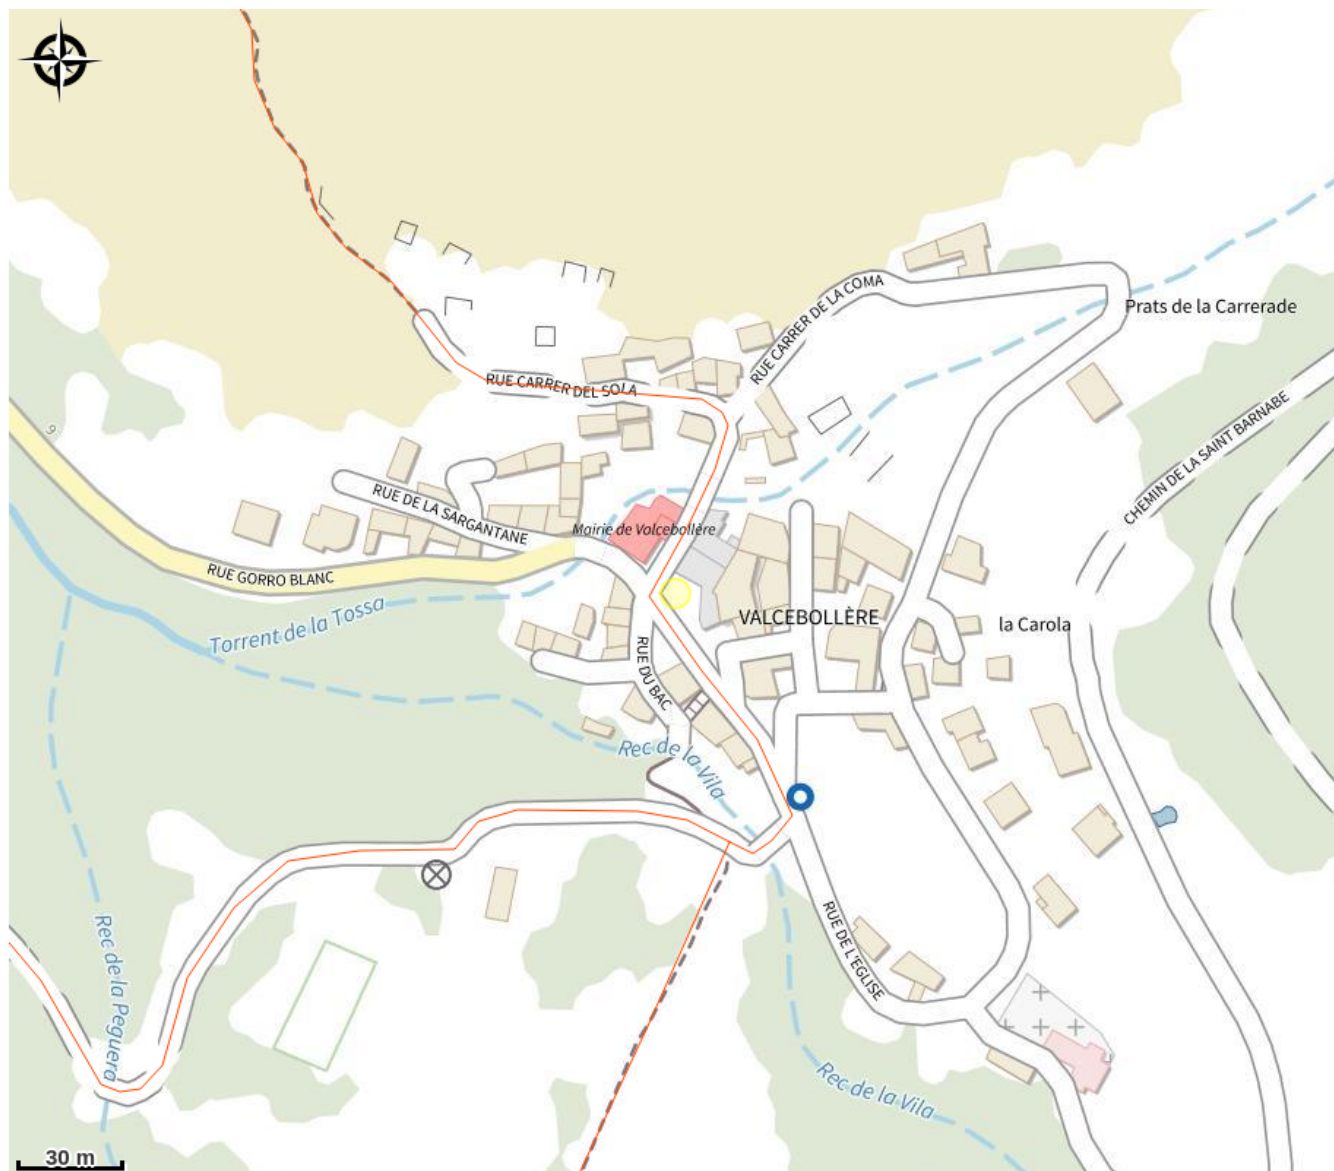 Prats de la Carrerade
RUE CARRER DE LA COMA
RUE CARRER DEL SOLA
CHEMIN DE LA SAINT BARNABE
9
RUE DE LA SARGANTANE
Mairie de Valcebollère
RUE GORRO BLANC
Torrent de la Tossa
VALCEBOLLÈRE
la Carola
RUE DU BAC
Rec de la Vila
RUE DE L'EGLISE
Rec de la Peguera
Rec de la Vila
30 m